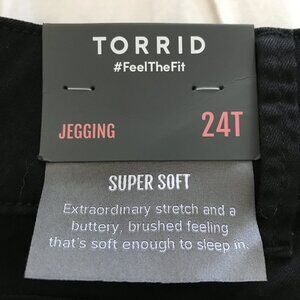 TORRID
#FeelTheFit
JEGGING 24T
SUPER SOFT
Extraordinary stretch and a
buttery, brushed feeling
that's soft enough to sleep in.